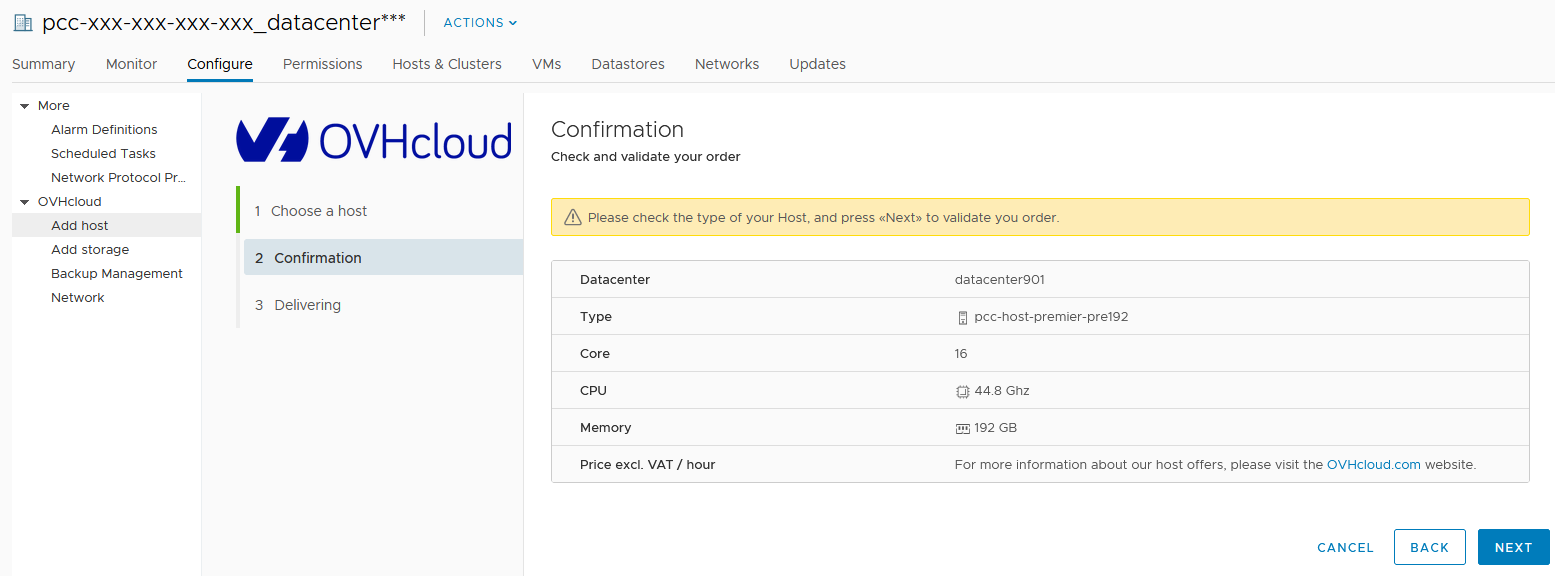 pcc-xxx-xxx-xxx-xxx_datacenter*** ACTIONS
Summary Monitor Configure Permissions Hosts & Clusters VMs Datastores Networks Updates
More
Alarm Definitions
Scheduled Tasks
Network Protocol Pr...
OVHcloud
Add host
Add storage
Backup Management
Network
OVHcloud
1 Choose a host
2 Confirmation
3 Delivering
Confirmation
Check and validate your order
Please check the type of your Host, and press «Next» to validate you order.
Datacenter datacenter901
Type pcc-host-premier-pre192
Core 16
CPU 44.8 Ghz
Memory 192 GB
Price excl. VAT / hour For more information about our host offers, please visit the OVHcloud.com website.
CANCEL BACK NEXT